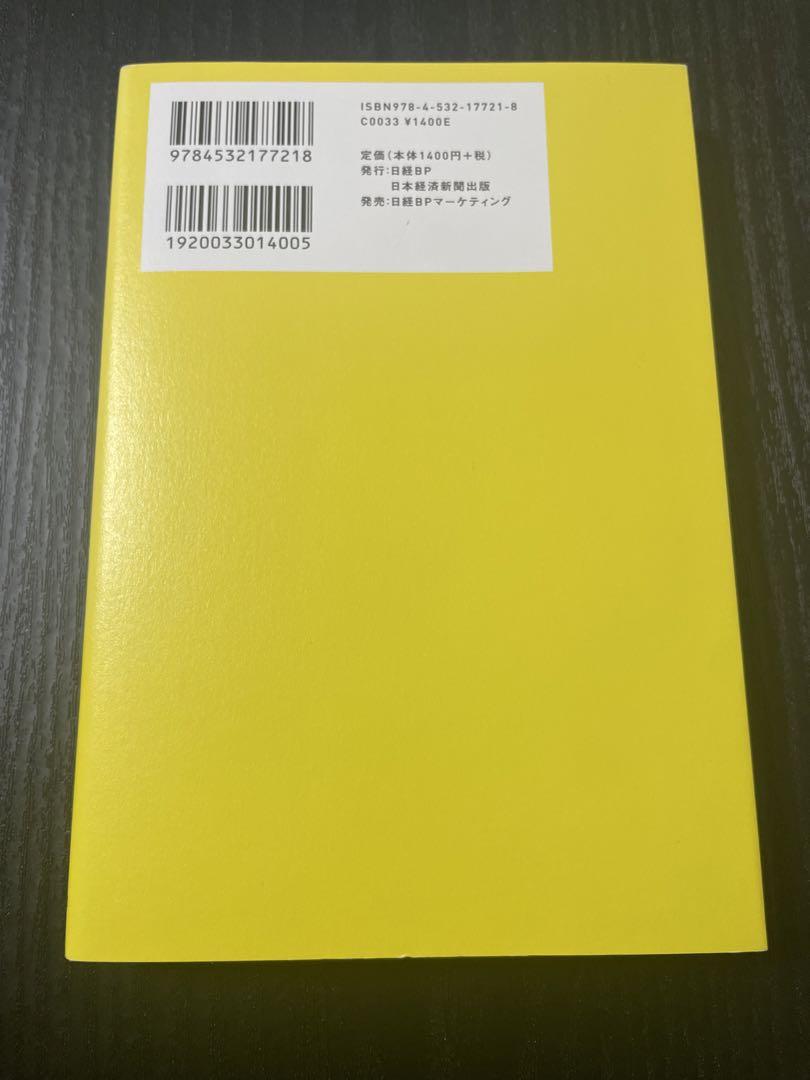 9784532177218
1920033014005
ISBN978-4-532-17721-8
C0033 ¥1400E
定価(本体1400円+税)
発行:日経BP
日本経済新聞出版
発売:日経BPマーケティング